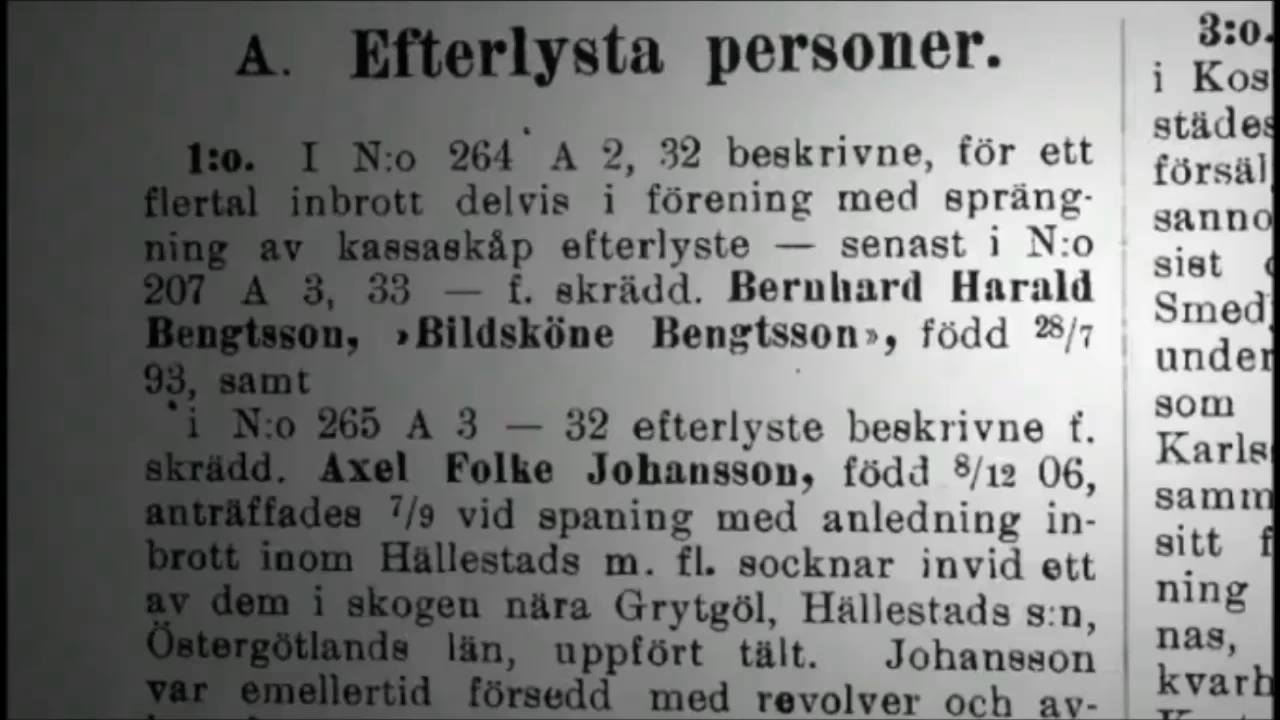 A. Efterlysta personer.
1:o. I N:o 264 A 2, 32 beskrivne, för ett
flertal inbrott delvis i förening med spräng-
ning av kassaskåp efterlyste — senast i N:o
207 A 3, 33 — f. skrädd. Bernhard Harald
Bengtsson, »Bildsköne Bengtsson», född 28/7
93, samt
i N:o 265 A 3 — 32 efterlyste beskrivne f.
skrädd. Axel Folke Johansson, född 8/12 06,
anträffades 7/9 vid spaning med anledning in-
brott inom Hällestads m. fl. socknar invid ett
av dem i skogen nära Grytgöl, Hällestads s:n,
Östergötlands län, uppfört tält. Johansson
var emellertid försedd med revolver och av-
3:o.
i Kos
städes
försäl
sanno
sist
Smed
under
som
Karls
samm
sitt f
ning
nas,
kvarh